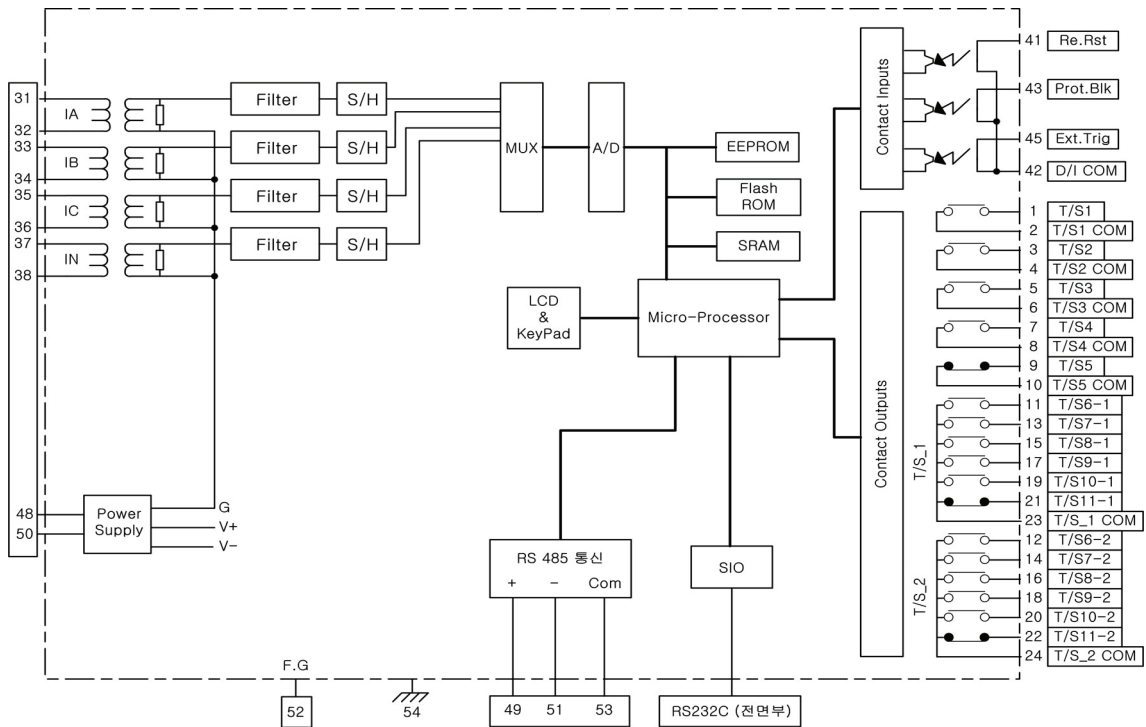 31
32
33
34
35
36
37
38
IA
IB
IC
IN
Filter
S/H
Filter
S/H
Filter
S/H
Filter
S/H
MUX
A/D
EEPROM
Flash
ROM
SRAM
LCD
&
KeyPad
Micro-Processor
48
50
Power
Supply
G
V+
V-
RS 485 통신
+ - Com
SIO
F.G
52
54
49 51 53
RS232C (전면부)
Contact Inputs
41 Re.Rst
43 Prot.Blk
45 Ext.Trig
42 D/I COM
Contact Outputs
1 T/S1
2 T/S1 COM
3 T/S2
4 T/S2 COM
5 T/S3
6 T/S3 COM
7 T/S4
8 T/S4 COM
9 T/S5
10 T/S5 COM
T/S_1
11 T/S6-1
13 T/S7-1
15 T/S8-1
17 T/S9-1
19 T/S10-1
21 T/S11-1
23 T/S_1 COM
T/S_2
12 T/S6-2
14 T/S7-2
16 T/S8-2
18 T/S9-2
20 T/S10-2
22 T/S11-2
24 T/S_2 COM